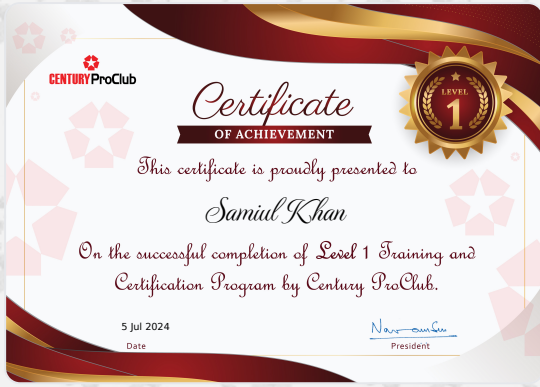 CENTURY ProClub
LEVEL
1
Certificate
OF ACHIEVEMENT
This certificate is proudly presented to
Samiul Khan
On the successful completion of Level 1 Training and
Certification Program by Century ProClub.
5 Jul 2024
Date
President